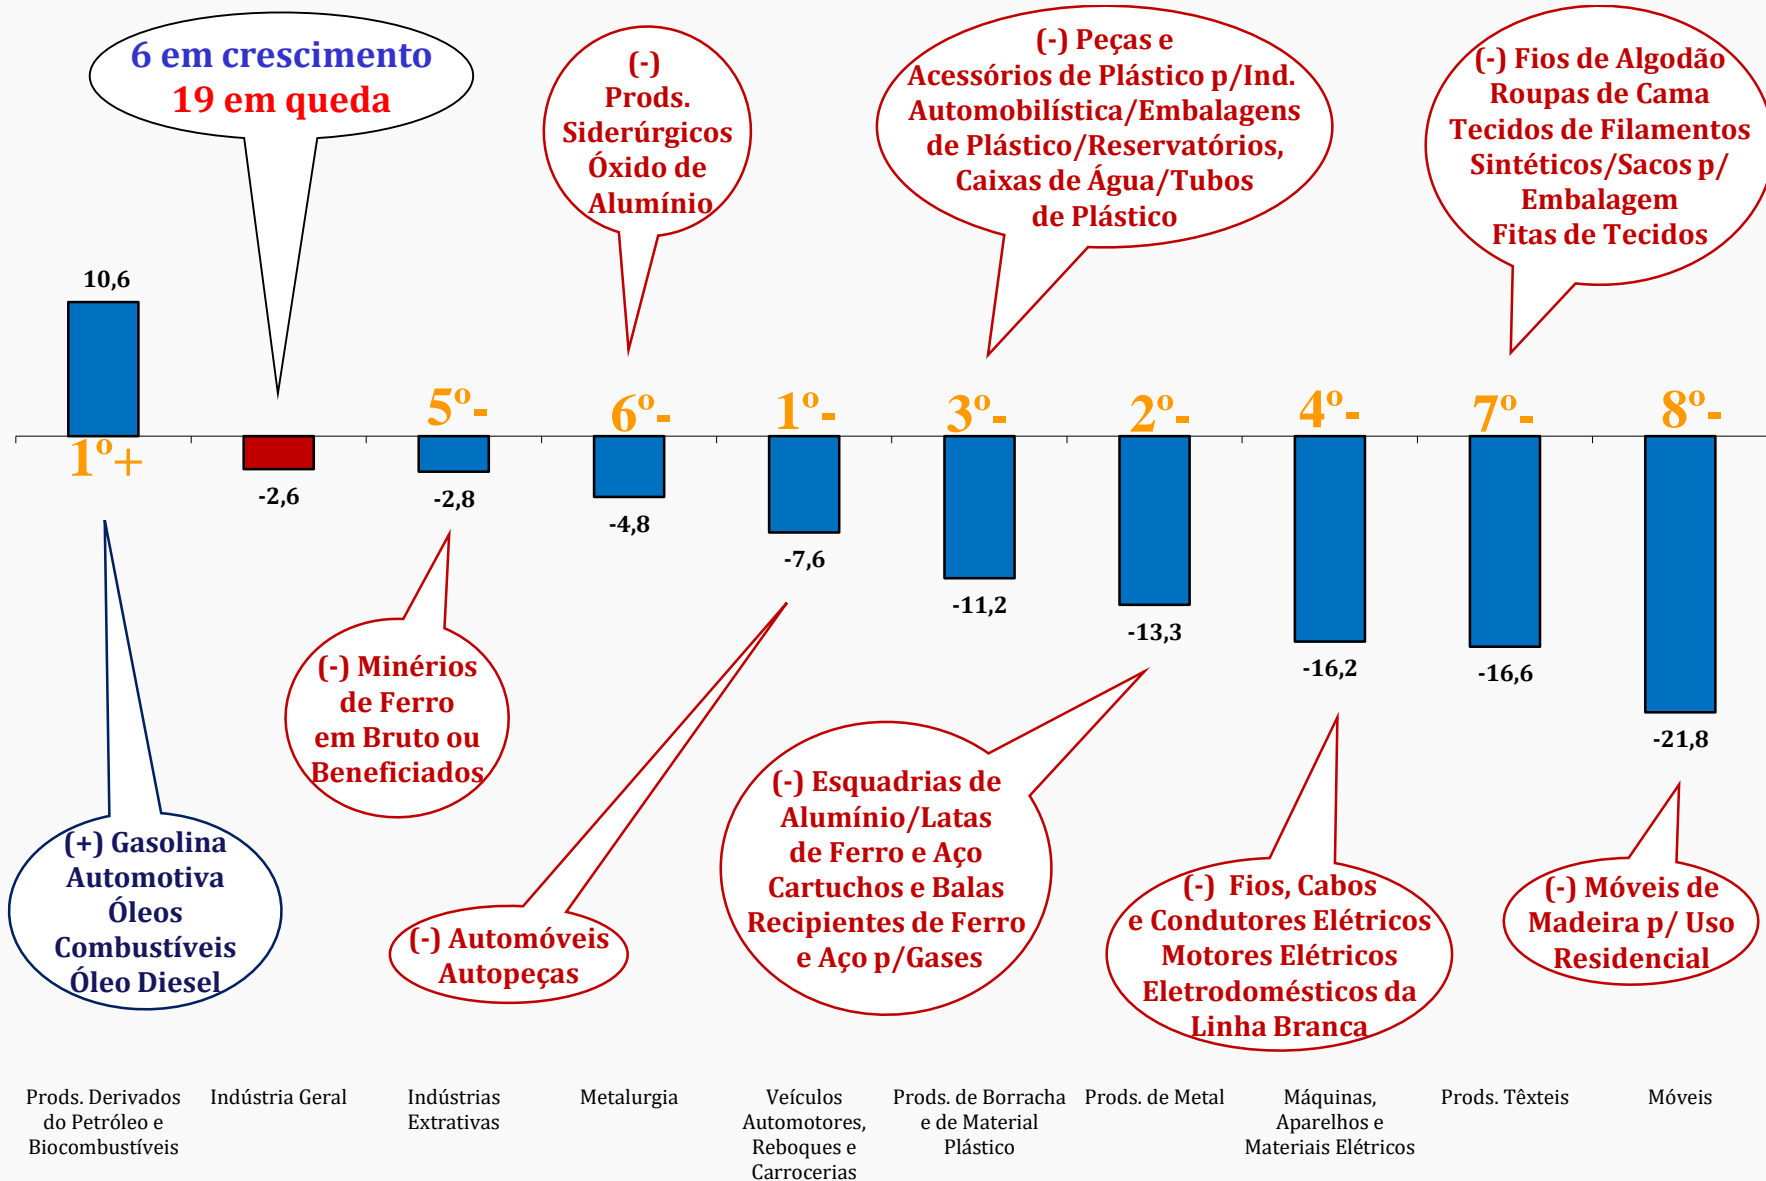 6 em crescimento
19 em queda
(-)
Prods.
Siderúrgicos
Óxido de
Alumínio
(-) Peças e
Acessórios de Plástico p/Ind.
Automobilística/Embalagens
de Plástico/Reservatórios,
Caixas de Água/Tubos
de Plástico
(-) Fios de Algodão
Roupas de Cama
Tecidos de Filamentos
Sintéticos/Sacos p/
Embalagem
Fitas de Tecidos
10,6
1º+
-2,6
5º-
-2,8
6º-
-4,8
1º-
-7,6
3º-
-11,2
2º-
-13,3
4º-
-16,2
7º-
-16,6
8º-
-21,8
(+) Gasolina
Automotiva
Óleos
Combustíveis
Óleo Diesel
(-) Minérios
de Ferro
em Bruto ou
Beneficiados
(-) Automóveis
Autopeças
(-) Esquadrias de
Alumínio/Latas
de Ferro e Aço
Cartuchos e Balas
Recipientes de Ferro
e Aço p/Gases
(-) Fios, Cabos
e Condutores Elétricos
Motores Elétricos
Eletrodomésticos da
Linha Branca
(-) Móveis de
Madeira p/ Uso
Residencial
Prods. Derivados
do Petróleo e
Biocombustíveis
Indústria Geral
Indústrias
Extrativas
Metalurgia
Veículos
Automotores,
Reboques e
Carrocerias
Prods. de Borracha
e de Material
Plástico
Prods. de Metal
Máquinas,
Aparelhos e
Materiais Elétricos
Prods. Têxteis
Móveis